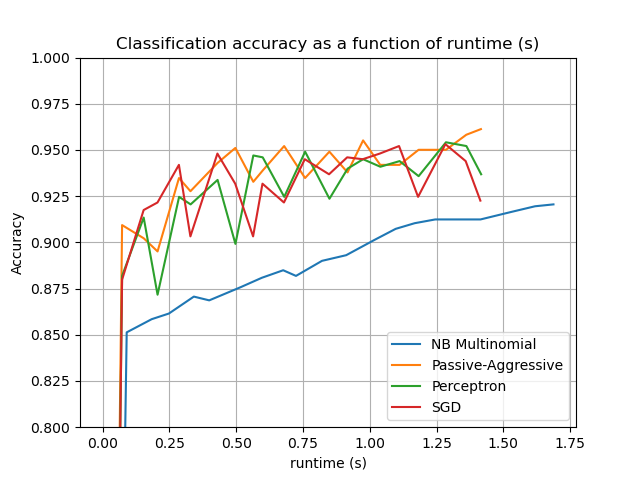 Classification accuracy as a function of runtime (s)
1.000
0.975
0.950
0.925
0.900
0.875
0.850
0.825
0.800
Accuracy
NB Multinomial
Passive-Aggressive
Perceptron
SGD
0.00 0.25 0.50 0.75 1.00 1.25 1.50 1.75
runtime (s)